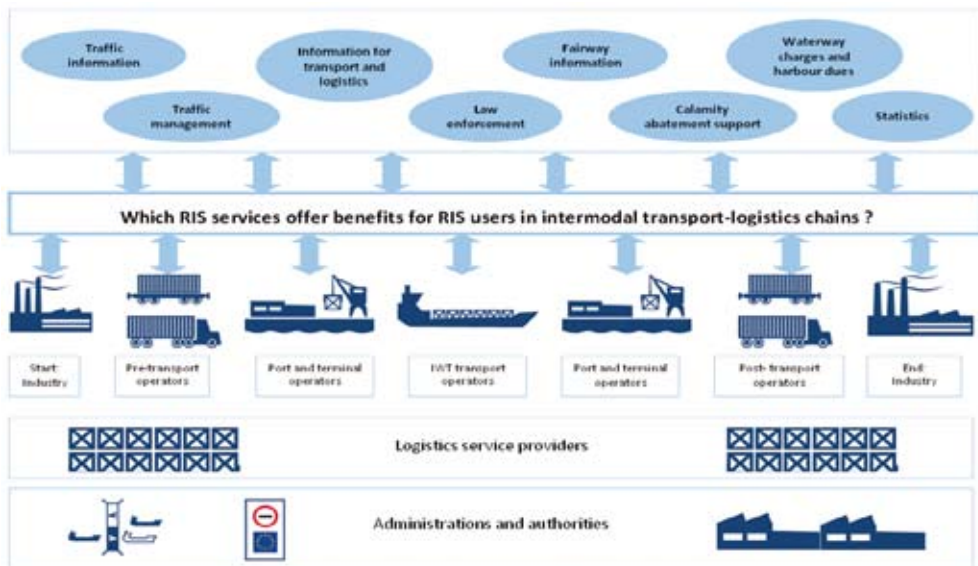 Traffic
information
Information for
transport and
logistics
Fairway
information
Waterway
charges and
harbour dues
Traffic
management
Law
enforcement
Calamity
abatement support
Statistics
Which RIS services offer benefits for RIS users in intermodal transport-logistics chains ?
Start:
Industry
Pre-transport
operators
Port and terminal
operators
IWT transport
operators
Port and terminal
operators
Post- transport
operators
End:
Industry
Logistics service providers
Administrations and authorities